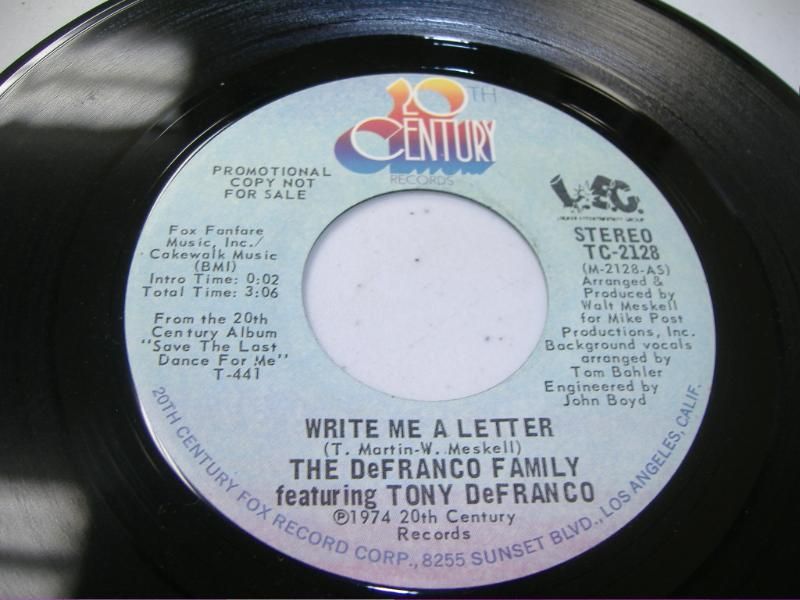 20TH
CENTURY
RECORDS
PROMOTIONAL
COPY NOT
FOR SALE
Fox Fanfare
Music, Inc./
Cakewalk Music
(BMI)
Intro Time: 0:02
Total Time: 3:06
From the 20th
Century Album
"Save The Last
Dance For Me"
T-441
STEREO
TC-2128
(M-2128-AS)
Arranged &
Produced by
Walt Meskell
for Mike Post
Productions, Inc.
Background vocals
arranged by
Tom Bahler
Engineered by
John Boyd
WRITE ME A LETTER
(T. Martin-W. Meskell)
THE DeFRANCO FAMILY
featuring TONY DeFRANCO
℗1974 20th Century
Records
20TH CENTURY FOX RECORD CORP., 8255 SUNSET BLVD., LOS ANGELES, CALIF.